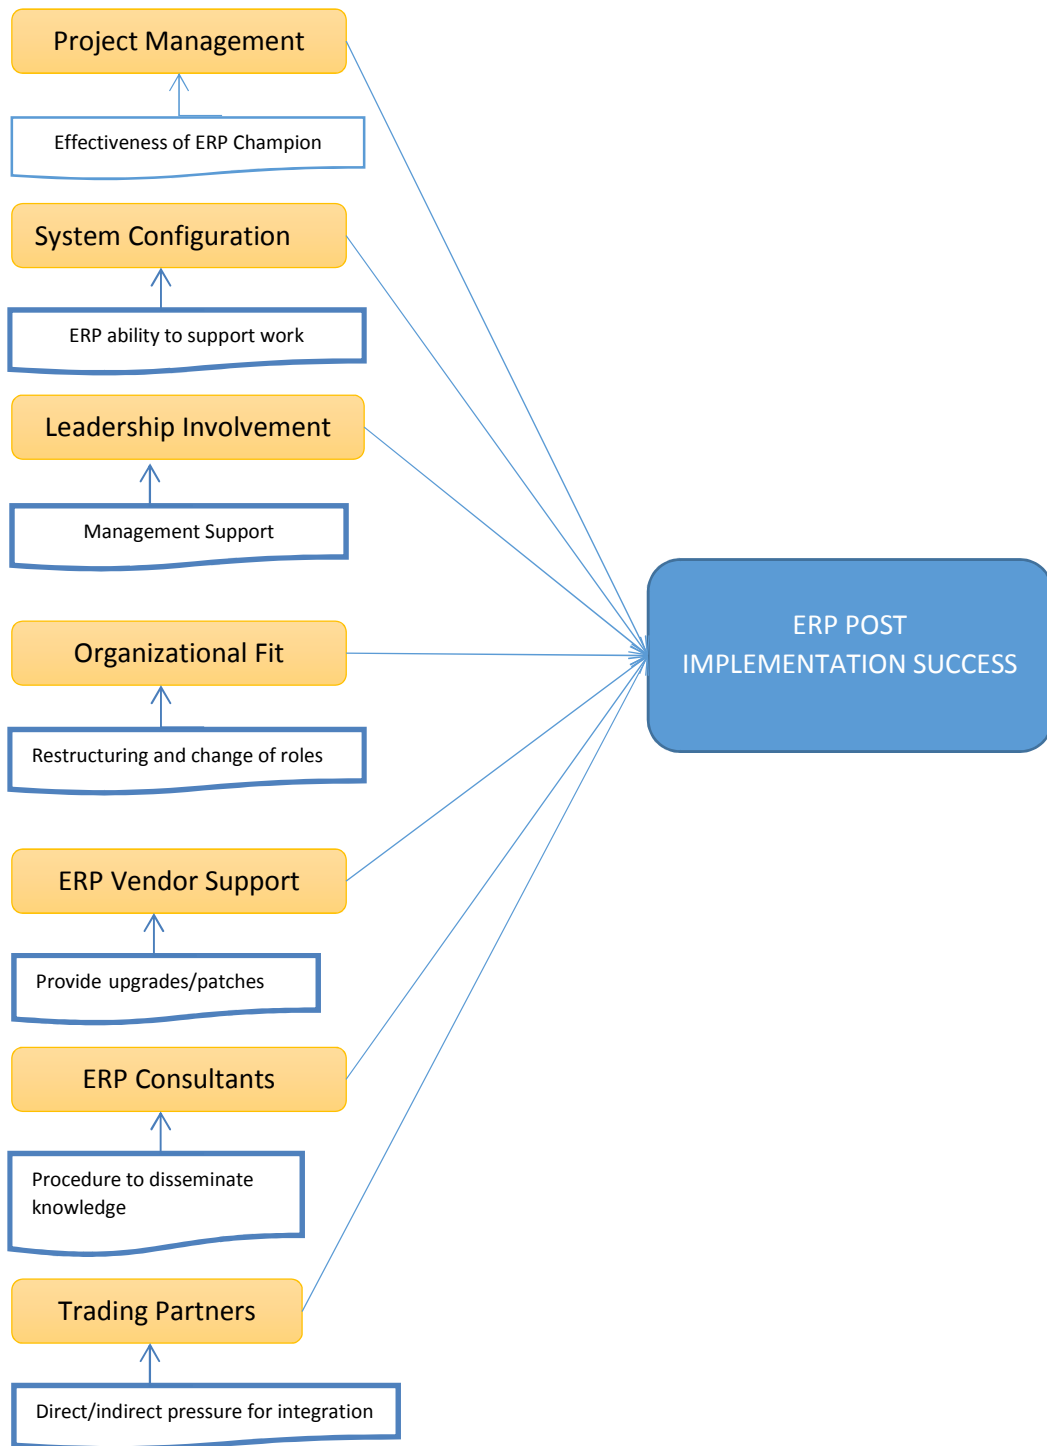 Project Management
Effectiveness of ERP Champion
System Configuration
ERP ability to support work
Leadership Involvement
Management Support
Organizational Fit
Restructuring and change of roles
ERP Vendor Support
Provide upgrades/patches
ERP Consultants
Procedure to disseminate
knowledge
Trading Partners
Direct/indirect pressure for integration
ERP POST
IMPLEMENTATION SUCCESS